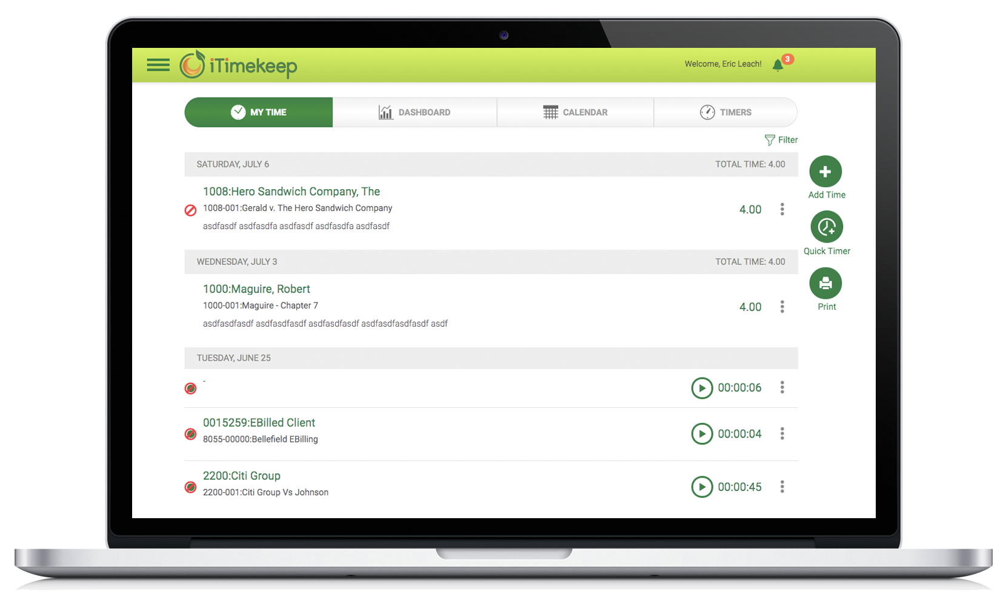 iTimekeep
Welcome, Eric Leach!
3
MY TIME
DASHBOARD
CALENDAR
TIMERS
Filter
SATURDAY, JULY 6
TOTAL TIME: 4.00
1008:Hero Sandwich Company, The
1008-001:Gerald v. The Hero Sandwich Company
asdfasdf asdfasdfa asdfasdf asdfasdfa asdfasdf
4.00
Add Time
Quick Timer
Print
WEDNESDAY, JULY 3
TOTAL TIME: 4.00
1000:Maguire, Robert
1000-001:Maguire - Chapter 7
asdfasdfasdf asdfasdfasdf asdfasdfasdf asdfasdfasdfasdf asdf
4.00
TUESDAY, JUNE 25
-
00:00:06
0015259:EBilled Client
8055-00000:Bellefield EBilling
00:00:04
2200:Citi Group
2200-001:Citi Group Vs Johnson
00:00:45